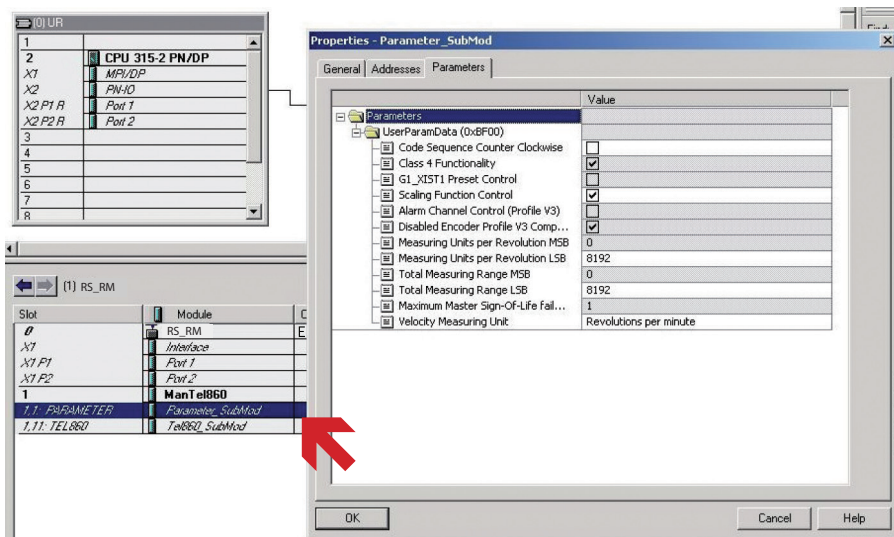 (0) UR
1
2 CPU 315-2 PN/DP
X1 MPI/DP
X2 PN-IO
X2 P1 R Port 1
X2 P2 R Port 2
3
4
5
6
7
8
(1) RS_RM
Slot Module
0 RS_RM E
X1 Interface
X1 P1 Port 1
X1 P2 Port 2
1 ManTel860
1,1: PARAMETER Parameter_SubMod
1,11: TEL860 Tel860_SubMod
Properties - Parameter_SubMod
General Addresses Parameters
Value
Parameters
UserParamData (0xBF00)
Code Sequence Counter Clockwise
Class 4 Functionality
G1_XIST1 Preset Control
Scaling Function Control
Alarm Channel Control (Profile V3)
Disabled Encoder Profile V3 Comp...
Measuring Units per Revolution MSB 0
Measuring Units per Revolution LSB 8192
Total Measuring Range MSB 0
Total Measuring Range LSB 8192
Maximum Master Sign-Of-Life fail... 1
Velocity Measuring Unit Revolutions per minute
OK Cancel Help